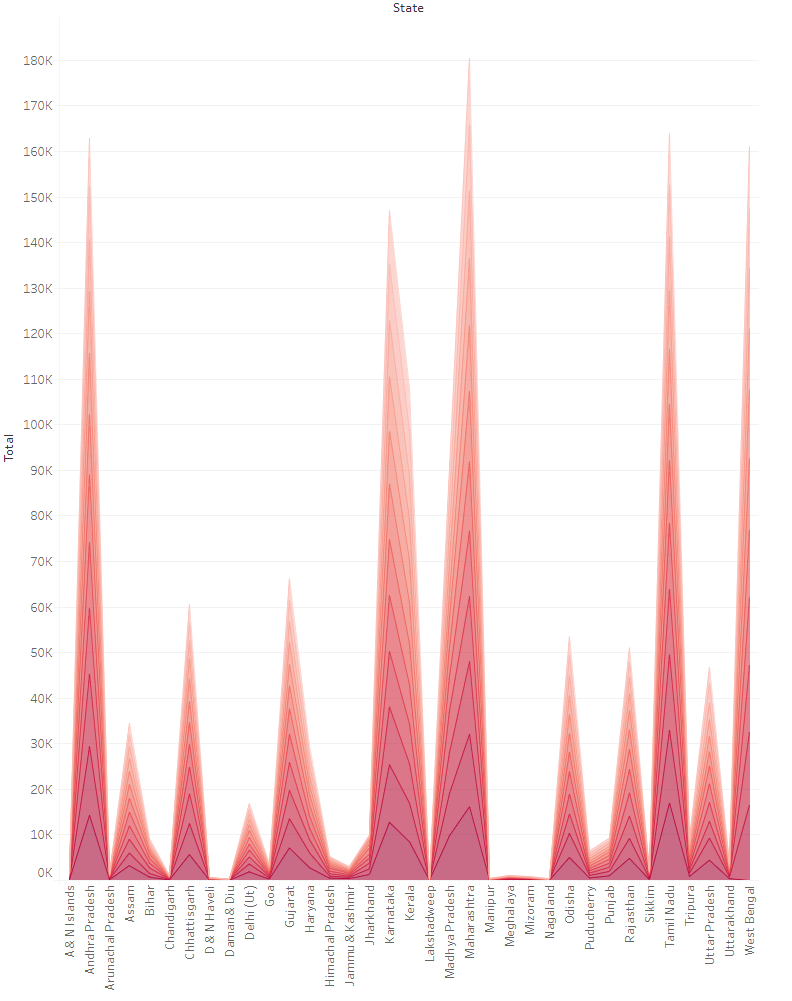 State
180K
170K
160K
150K
140K
130K
120K
110K
100K
90K
80K
70K
60K
50K
40K
30K
20K
10K
0K
Total
A & N Islands
Andhra Pradesh
Arunachal Pradesh
Assam
Bihar
Chandigarh
Chhattisgarh
D & N Haveli
Daman & Diu
Delhi (Ut)
Goa
Gujarat
Haryana
Himachal Pradesh
Jammu & Kashmir
Jharkhand
Karnataka
Kerala
Lakshadweep
Madhya Pradesh
Maharashtra
Manipur
Meghalaya
Mizoram
Nagaland
Odisha
Puducherry
Punjab
Rajasthan
Sikkim
Tamil Nadu
Tripura
Uttar Pradesh
Uttarakhand
West Bengal